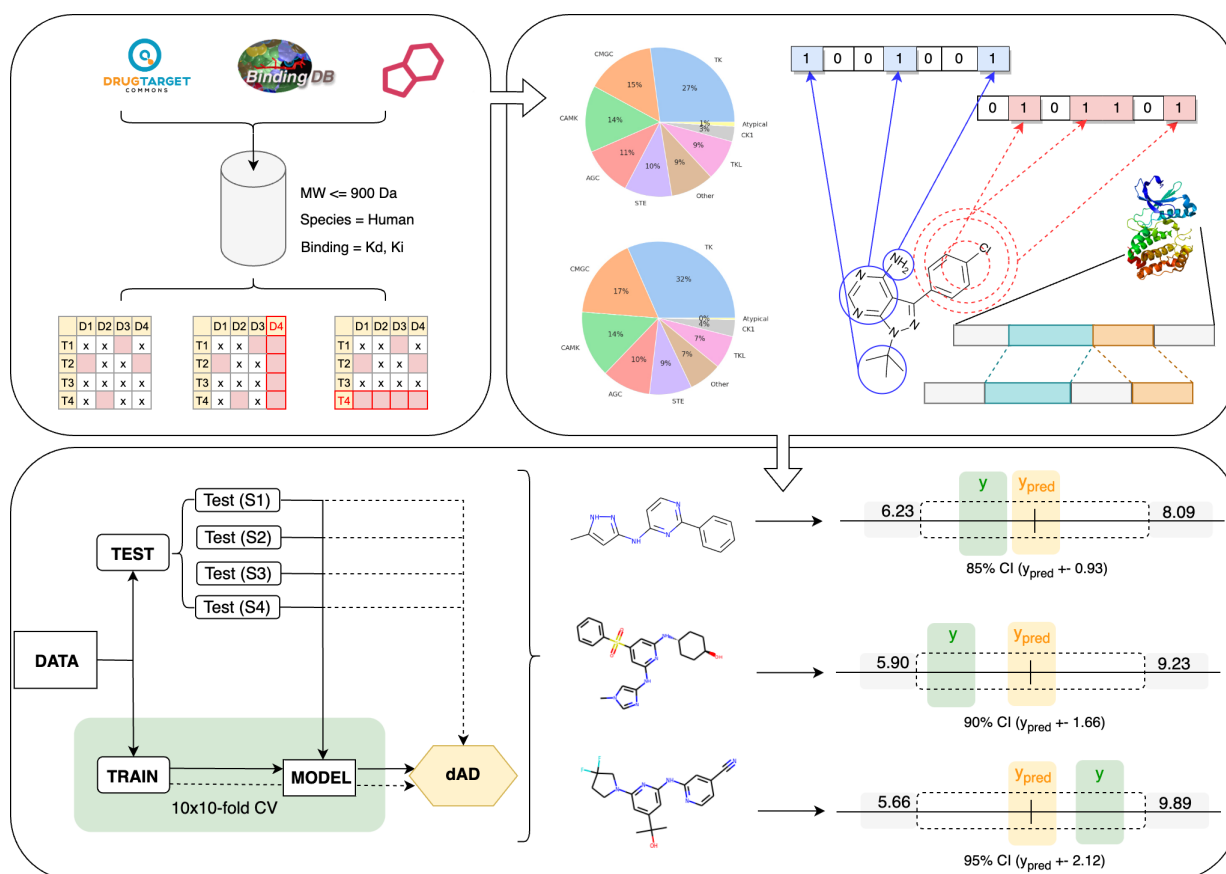 DRUGTARGET
COMMONS
BindingDB
MW <= 900 Da
Species = Human
Binding = Kd, Ki
D1 D2 D3 D4
T1 x x x
T2 x x
T3 x x x x
T4 x x x
D1 D2 D3 D4
T1 x x
T2 x x
T3 x x x
T4 x x
D1 D2 D3 D4
T1 x x x
T2 x x
T3 x x x x
T4
TK
27%
CMGC
15%
CAMK
14%
AGC
11%
STE
10%
Other
9%
TKL
9%
CK1
3%
Atypical
1%
TK
32%
CMGC
17%
CAMK
14%
AGC
10%
STE
9%
Other
7%
TKL
7%
CK1
4%
Atypical
0%
1 0 0 1 0 0 1
0 1 0 1 1 0 1
NH2
Cl
N
N
N
N
DATA
TEST
Test (S1)
Test (S2)
Test (S3)
Test (S4)
TRAIN
MODEL
dAD
10x10-fold CV
NH
N
N
N
NH
6.23
y
ypred
8.09
85% CI (ypred +- 0.93)
O
S
O
NH
OH
N
NH
N
N
5.90
y
ypred
9.23
90% CI (ypred +- 1.66)
F
F
N
N
NH
N
N
OH
5.66
ypred
y
9.89
95% CI (ypred +- 2.12)